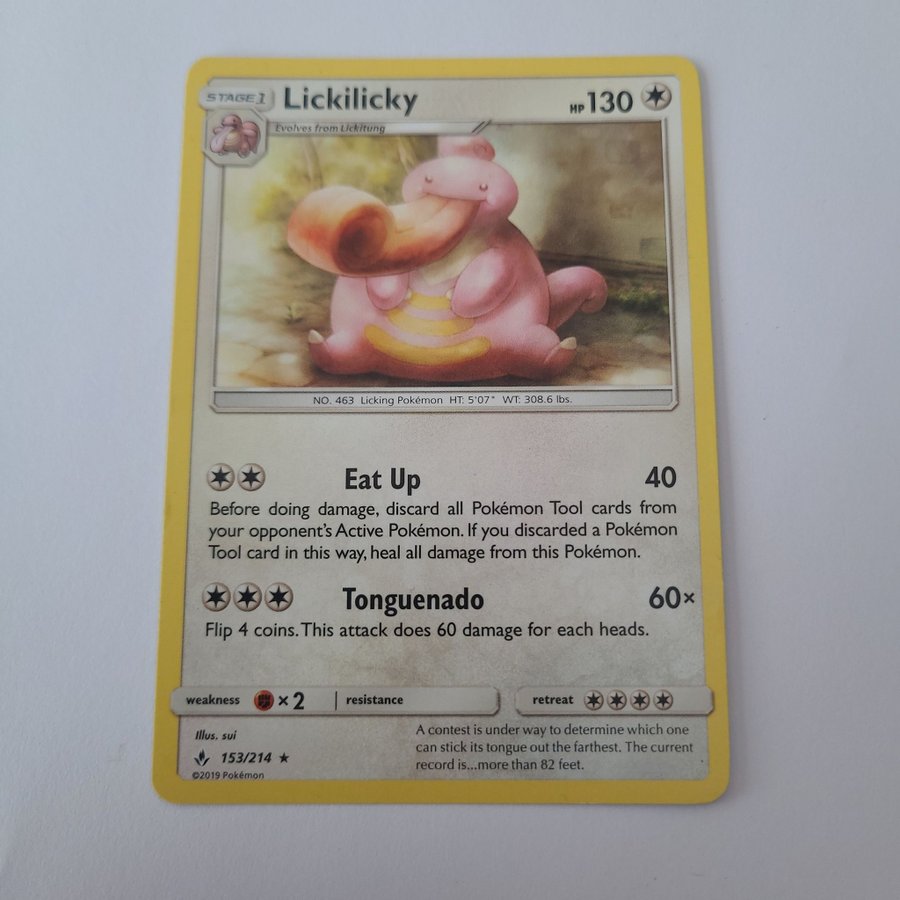 STAGE 1 Lickilicky HP 130
Evolves from Lickitung
NO. 463 Licking Pokémon HT: 5'07" WT: 308.6 lbs.
Eat Up 40
Before doing damage, discard all Pokémon Tool cards from
your opponent's Active Pokémon. If you discarded a Pokémon
Tool card in this way, heal all damage from this Pokémon.
Tonguenado 60×
Flip 4 coins. This attack does 60 damage for each heads.
weakness ×2 resistance retreat
Illus. sui
153/214 ★
©2019 Pokémon
A contest is under way to determine which one
can stick its tongue out the farthest. The current
record is...more than 82 feet.